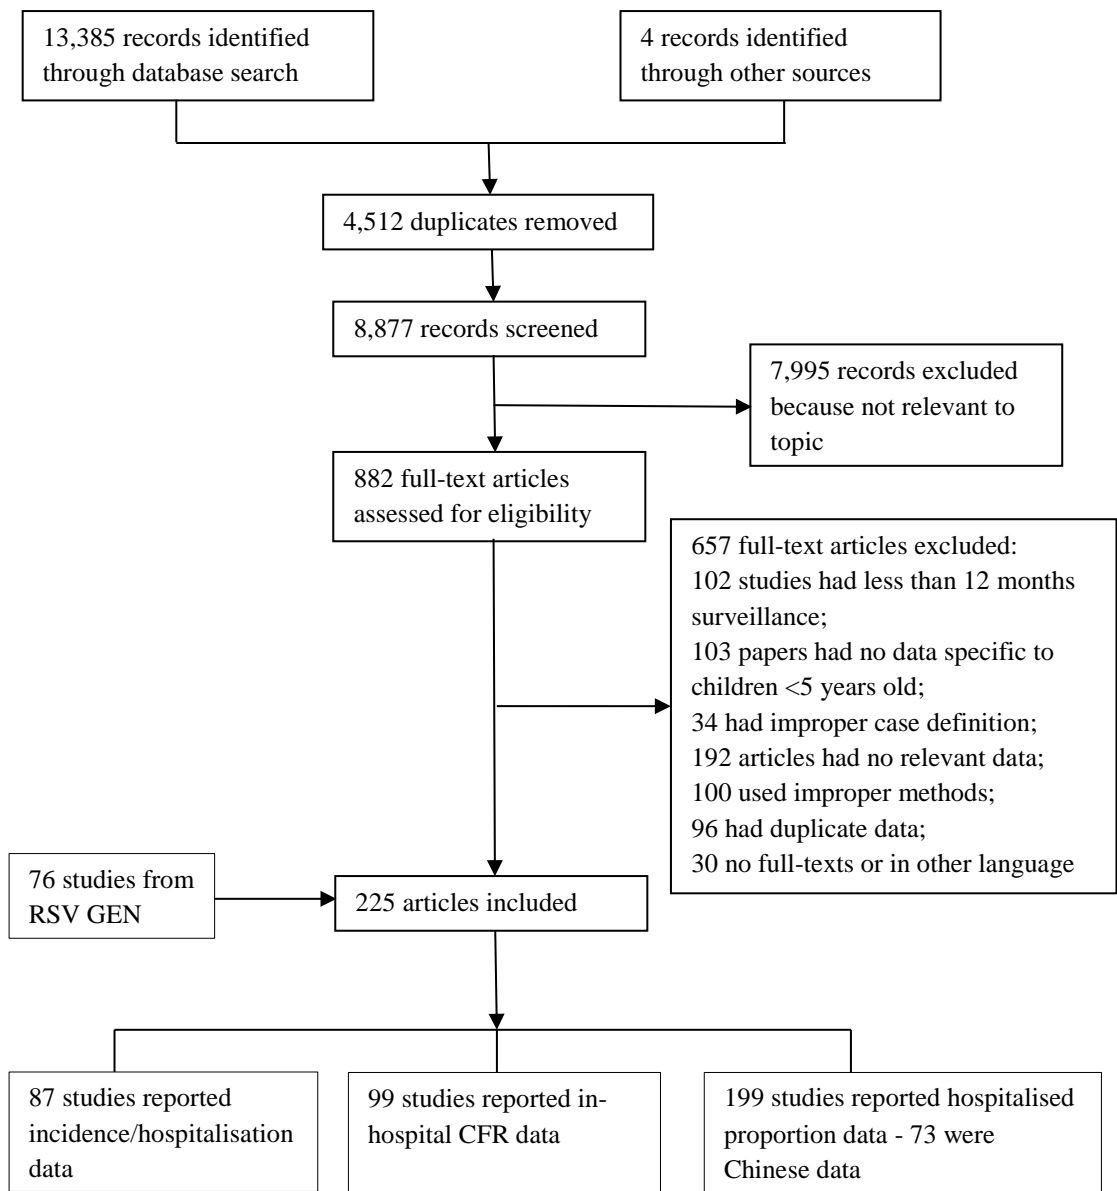 13,385 records identified
through database search
4 records identified
through other sources
4,512 duplicates removed
8,877 records screened
7,995 records excluded
because not relevant to
topic
882 full-text articles
assessed for eligibility
657 full-text articles excluded:
102 studies had less than 12 months
surveillance;
103 papers had no data specific to
children <5 years old;
34 had improper case definition;
192 articles had no relevant data;
100 used improper methods;
96 had duplicate data;
30 no full-texts or in other language
76 studies from
RSV GEN
225 articles included
87 studies reported
incidence/hospitalisation
data
99 studies reported in-
hospital CFR data
199 studies reported hospitalised
proportion data - 73 were
Chinese data